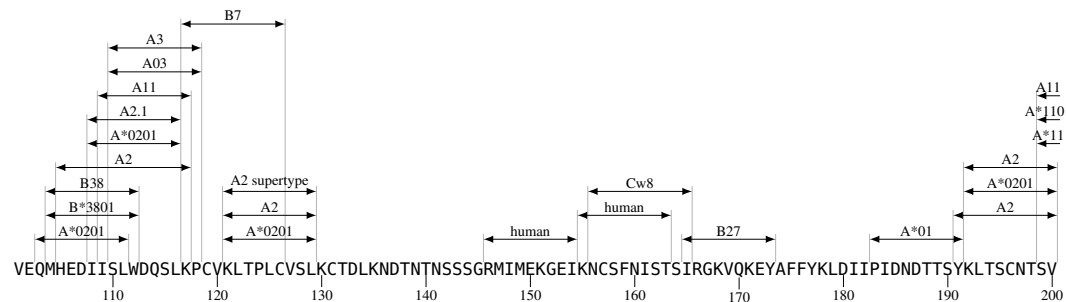 B7
A3
A03
A11 A11
A2.1 A*110
A*0201 A*11
A2 A2
B38 A2 supertype Cw8 A*0201
B*3801 A2 human A2
A*0201 A*0201 human B27 A*01
VEQMHEDIISLWDQSLKPCVKLTPLCVSLKCTDLKNDTNTNSSSGRMIMEKGEIKNCSFNISTSIRGKVQKEYAFFYKLDIIPIDNDTTSYKLTSCNTSV
110 120 130 140 150 160 170 180 190 200